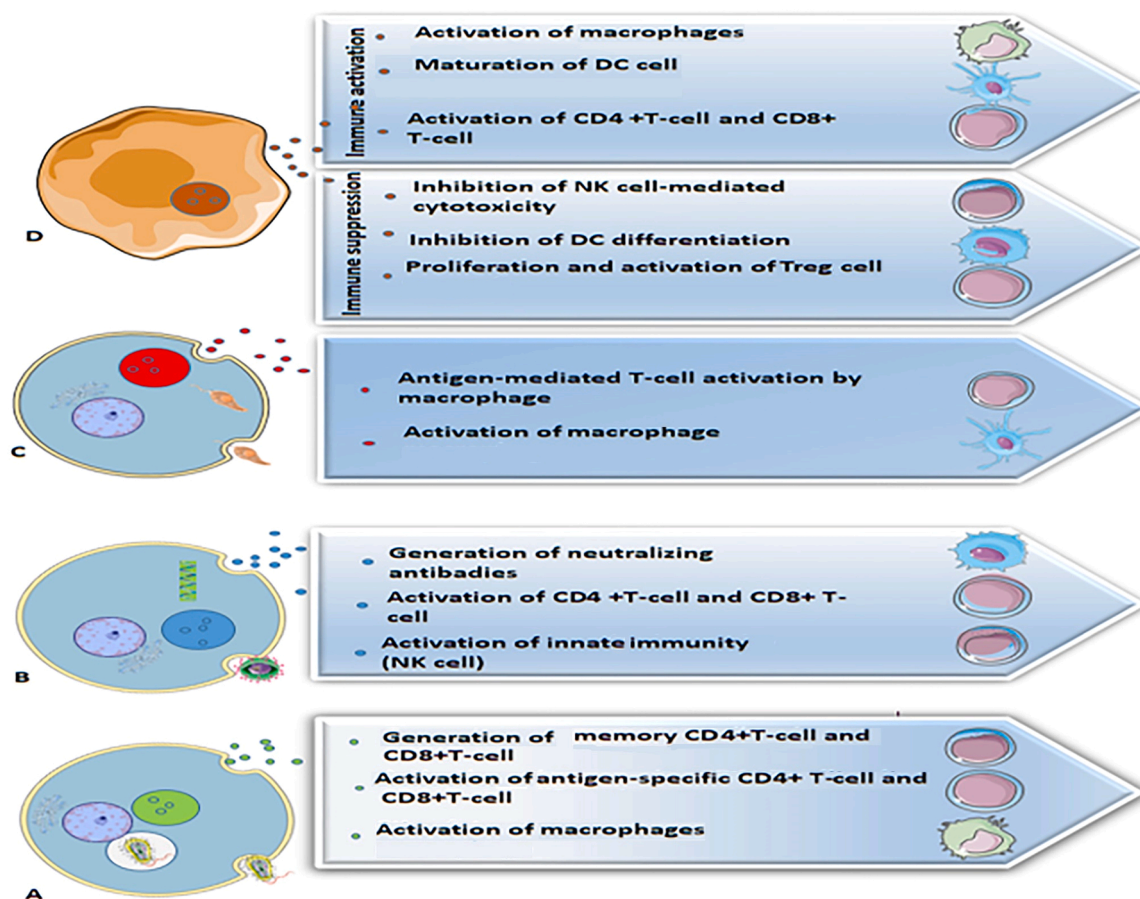 Immune activation
Activation of macrophages
Maturation of DC cell
Activation of CD4 +T-cell and CD8+
T-cell
Immune suppression
Inhibition of NK cell-mediated
cytotoxicity
Inhibition of DC differentiation
Proliferation and activation of Treg cell
D
Antigen-mediated T-cell activation by
macrophage
Activation of macrophage
C
Generation of neutralizing
antibadies
Activation of CD4 +T-cell and CD8+ T-
cell
Activation of innate immunity
(NK cell)
B
Generation of memory CD4+T-cell and
CD8+T-cell
Activation of antigen-specific CD4+ T-cell and
CD8+T-cell
Activation of macrophages
A